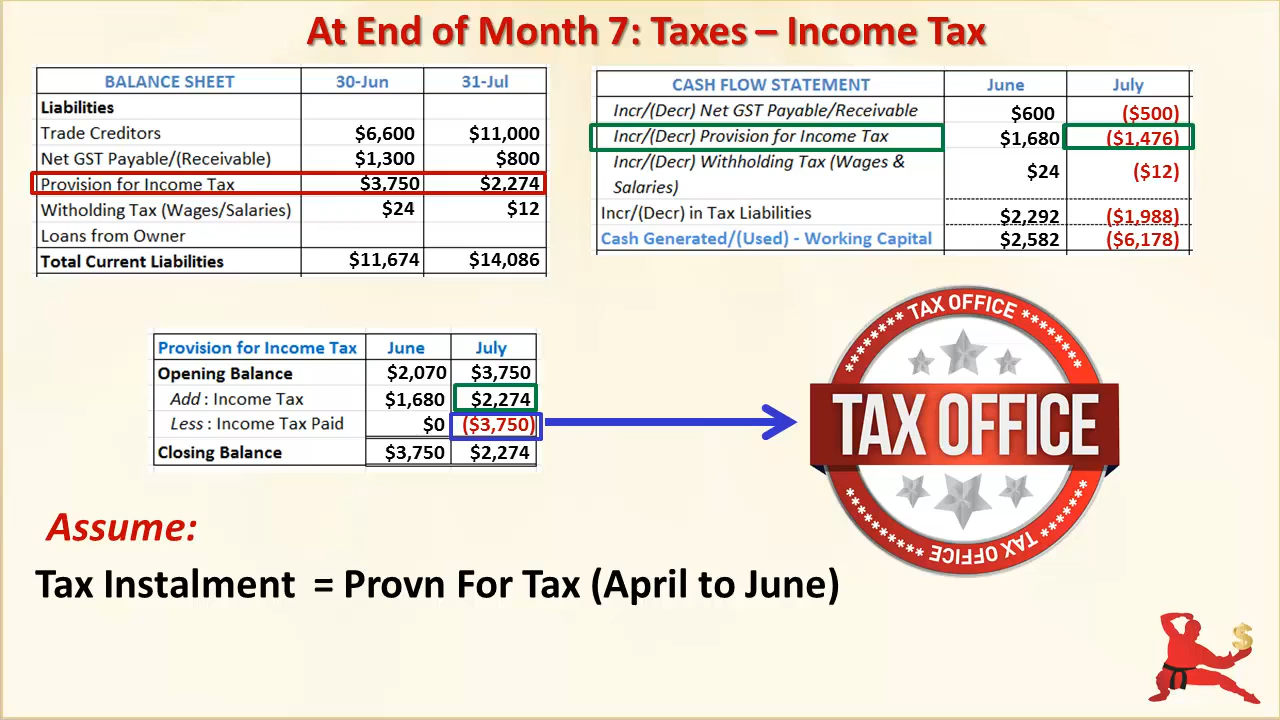 At End of Month 7: Taxes – Income Tax
BALANCE SHEET 30-Jun 31-Jul
Liabilities
Trade Creditors $6,600 $11,000
Net GST Payable/(Receivable) $1,300 $800
Provision for Income Tax $3,750 $2,274
Witholding Tax (Wages/Salaries) $24 $12
Loans from Owner
Total Current Liabilities $11,674 $14,086
CASH FLOW STATEMENT June July
Incr/(Decr) Net GST Payable/Receivable $600 ($500)
Incr/(Decr) Provision for Income Tax $1,680 ($1,476)
Incr/(Decr) Withholding Tax (Wages & $24 ($12)
Salaries)
Incr/(Decr) in Tax Liabilities $2,292 ($1,988)
Cash Generated/(Used) - Working Capital $2,582 ($6,178)
Provision for Income Tax June July
Opening Balance $2,070 $3,750
Add : Income Tax $1,680 $2,274
Less : Income Tax Paid $0 ($3,750)
Closing Balance $3,750 $2,274
TAX OFFICE
TAX OFFICE
TAX OFFICE
Assume:
Tax Instalment = Provn For Tax (April to June)
$